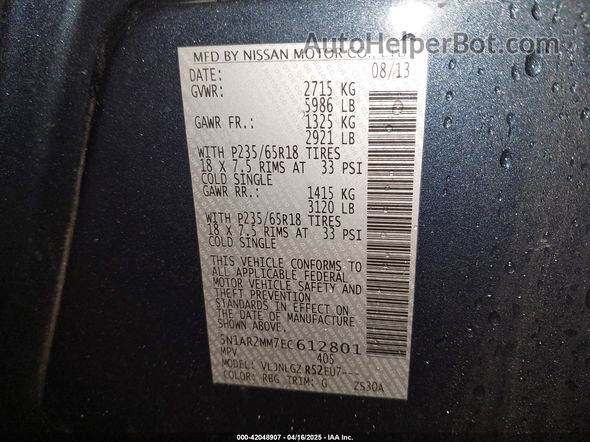 AutoHelperBot.com
MFD BY NISSAN MOTOR CO., LTD.
DATE: 08/13
GVWR: 2715 KG
5986 LB
GAWR FR.: 1325 KG
2921 LB
WITH P235/65R18 TIRES
18 X 7.5 RIMS AT 33 PSI
COLD SINGLE
GAWR RR.: 1415 KG
3120 LB
WITH P235/65R18 TIRES
18 X 7.5 RIMS AT 33 PSI
COLD SINGLE
THIS VEHICLE CONFORMS TO
ALL APPLICABLE FEDERAL
MOTOR VEHICLE SAFETY AND
THEFT PREVENTION
STANDARDS IN EFFECT ON
THE DATE OF MANUFACTURE
SHOWN ABOVE.
5N1AR2MM7EC612801
MPV 405
MODEL: RS2EU7---
COLOR: RBG TRIM: G ZS30A
000-42048907 - 04/16/2025 - IAA Inc.